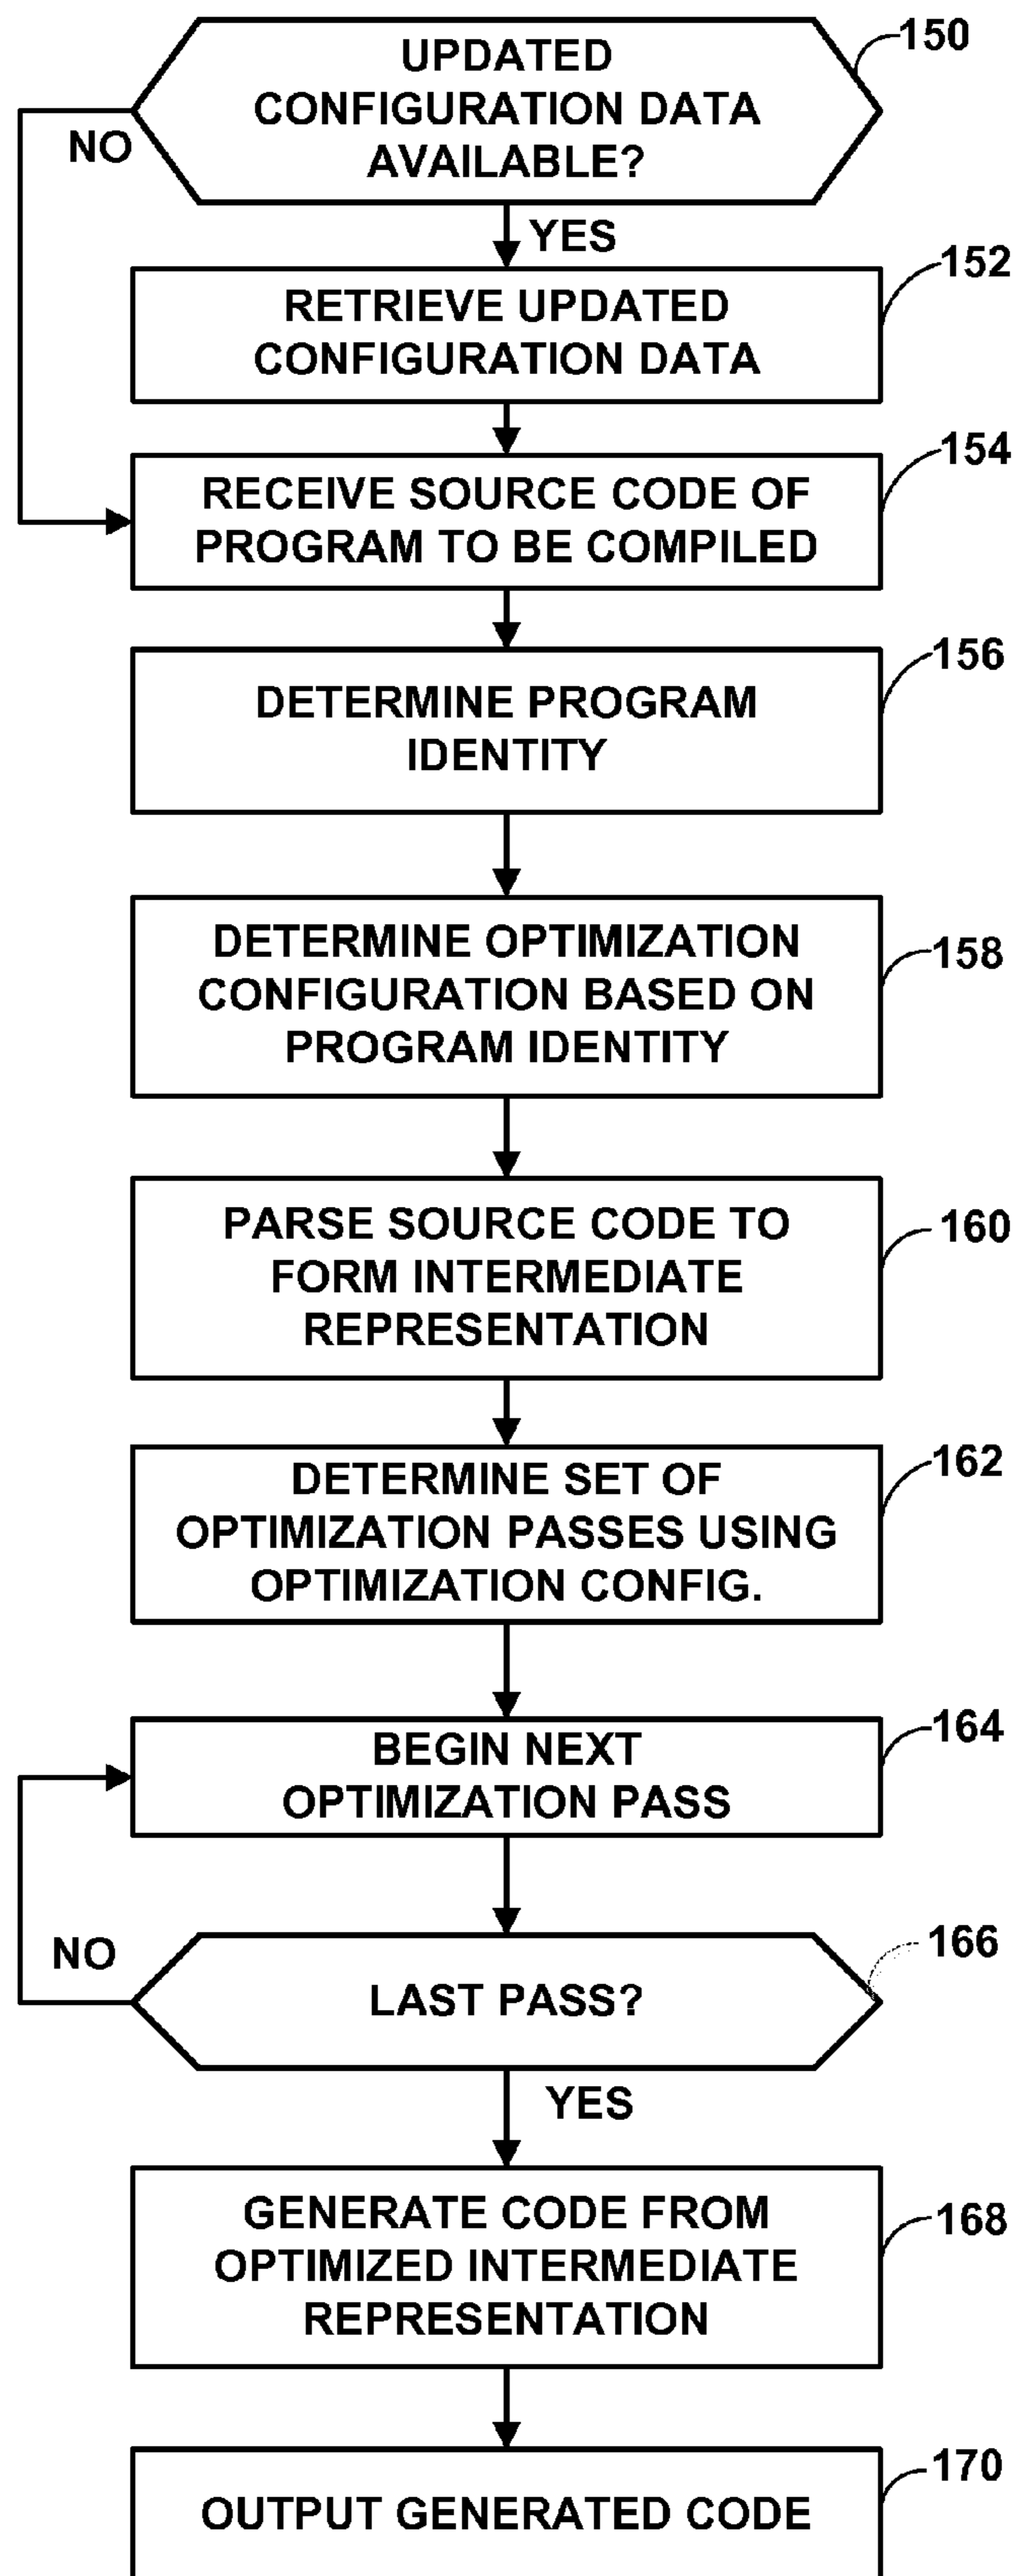 150
UPDATED
CONFIGURATION DATA
AVAILABLE?
NO
YES
152
RETRIEVE UPDATED
CONFIGURATION DATA
154
RECEIVE SOURCE CODE OF
PROGRAM TO BE COMPILED
156
DETERMINE PROGRAM
IDENTITY
158
DETERMINE OPTIMIZATION
CONFIGURATION BASED ON
PROGRAM IDENTITY
160
PARSE SOURCE CODE TO
FORM INTERMEDIATE
REPRESENTATION
162
DETERMINE SET OF
OPTIMIZATION PASSES USING
OPTIMIZATION CONFIG.
164
BEGIN NEXT
OPTIMIZATION PASS
166
NO
LAST PASS?
YES
168
GENERATE CODE FROM
OPTIMIZED INTERMEDIATE
REPRESENTATION
170
OUTPUT GENERATED CODE